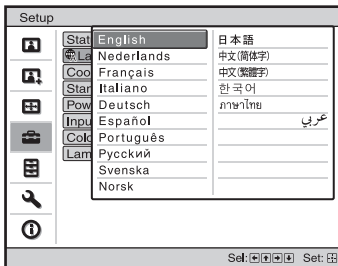 Setup
Stat
La
Coo
Star
Pow
Inpu
Colo
Lam
English
Nederlands
Français
Italiano
Deutsch
Español
Português
Русский
Svenska
Norsk
日本語
中文(简体字)
中文(繁體字)
한국어
ภาษาไทย
عربي
Sel: Set: